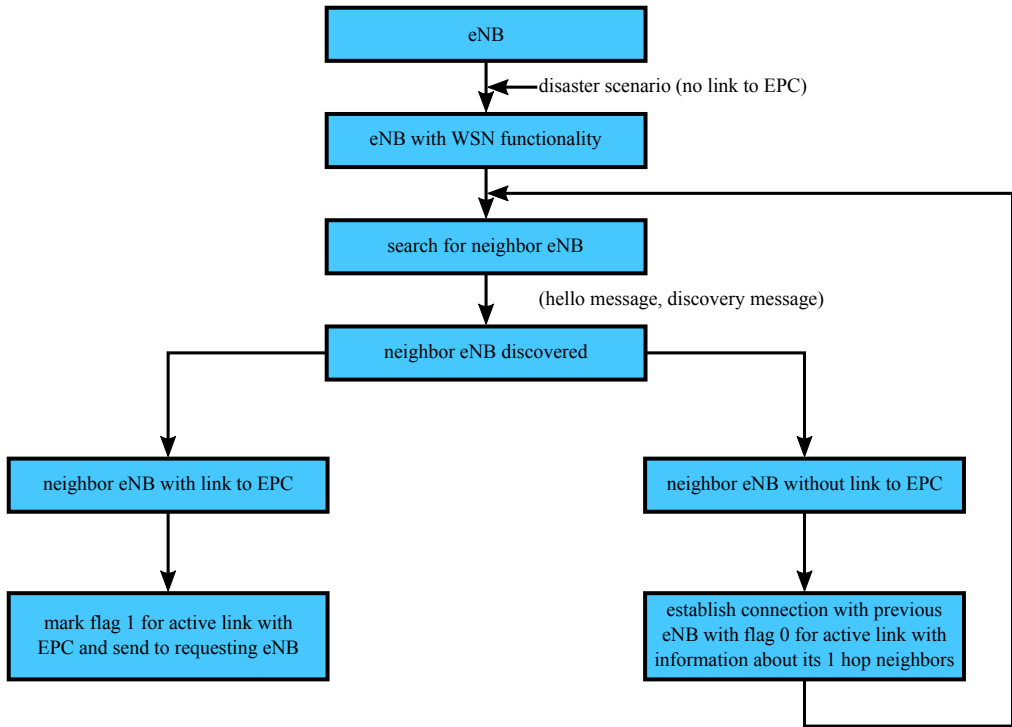 eNB
disaster scenario (no link to EPC)
eNB with WSN functionality
search for neighbor eNB
(hello message, discovery message)
neighbor eNB discovered
neighbor eNB with link to EPC
neighbor eNB without link to EPC
mark flag 1 for active link with
EPC and send to requesting eNB
establish connection with previous
eNB with flag 0 for active link with
information about its 1 hop neighbors